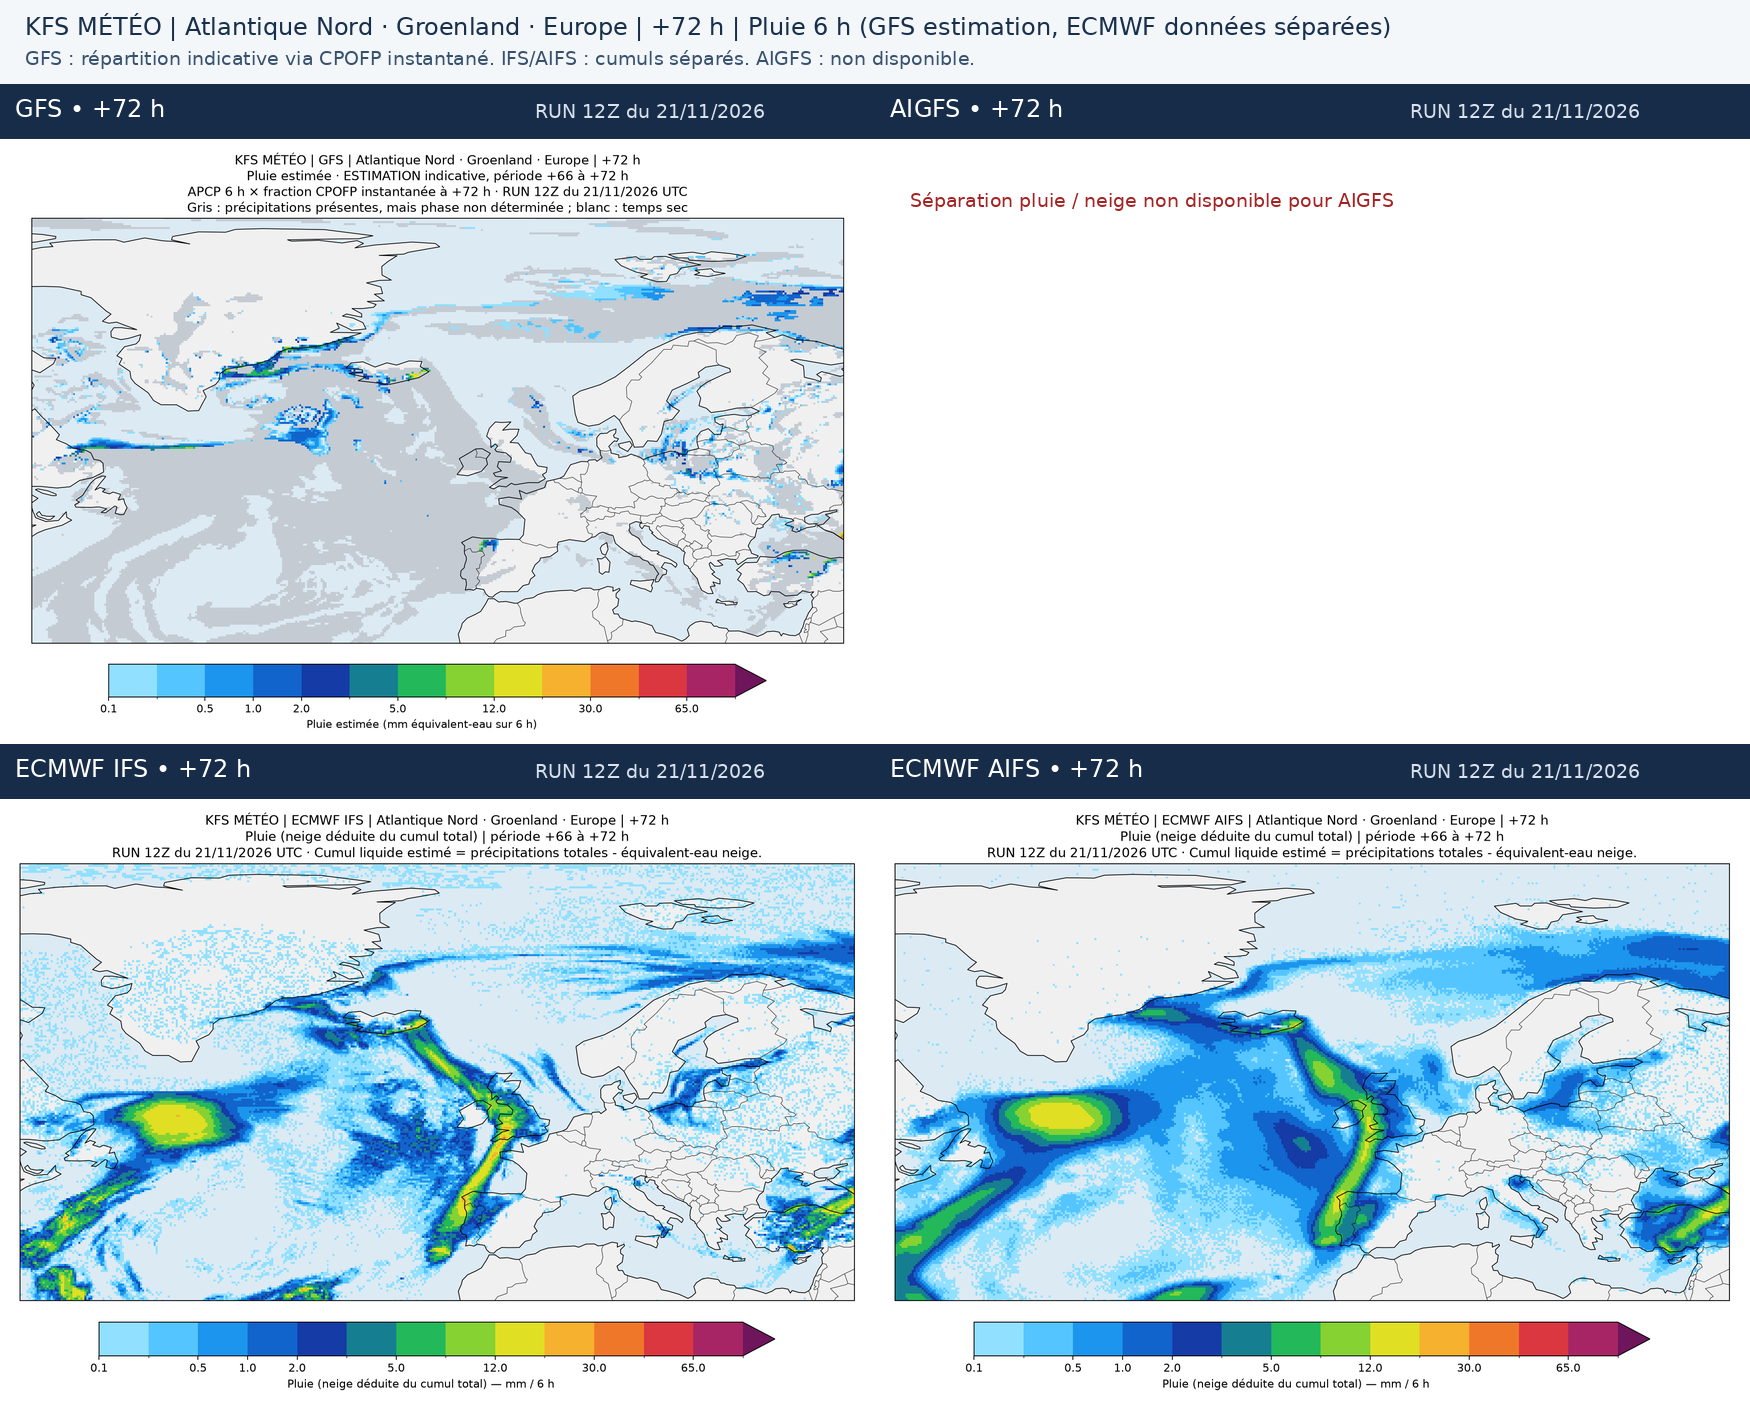 KFS MÉTÉO | Atlantique Nord · Groenland · Europe | +72 h | Pluie 6 h (GFS estimation, ECMWF données séparées)
GFS : répartition indicative via CPOFP instantané. IFS/AIFS : cumuls séparés. AIGFS : non disponible.
GFS • +72 h
RUN 12Z du 21/11/2026
AIGFS • +72 h
RUN 12Z du 21/11/2026
KFS MÉTÉO | GFS | Atlantique Nord · Groenland · Europe | +72 h
Pluie estimée · ESTIMATION indicative, période +66 à +72 h
APCP 6 h × fraction CPOFP instantanée à +72 h · RUN 12Z du 21/11/2026 UTC
Gris : précipitations présentes, mais phase non déterminée ; blanc : temps sec
0.1 0.5 1.0 2.0 5.0 12.0 30.0 65.0
Pluie estimée (mm équivalent-eau sur 6 h)
Séparation pluie / neige non disponible pour AIGFS
ECMWF IFS • +72 h
RUN 12Z du 21/11/2026
ECMWF AIFS • +72 h
RUN 12Z du 21/11/2026
KFS MÉTÉO | ECMWF IFS | Atlantique Nord · Groenland · Europe | +72 h
Pluie (neige déduite du cumul total) | période +66 à +72 h
RUN 12Z du 21/11/2026 UTC · Cumul liquide estimé = précipitations totales - équivalent-eau neige.
0.1 0.5 1.0 2.0 5.0 12.0 30.0 65.0
Pluie (neige déduite du cumul total) — mm / 6 h
KFS MÉTÉO | ECMWF AIFS | Atlantique Nord · Groenland · Europe | +72 h
Pluie (neige déduite du cumul total) | période +66 à +72 h
RUN 12Z du 21/11/2026 UTC · Cumul liquide estimé = précipitations totales - équivalent-eau neige.
0.1 0.5 1.0 2.0 5.0 12.0 30.0 65.0
Pluie (neige déduite du cumul total) — mm / 6 h